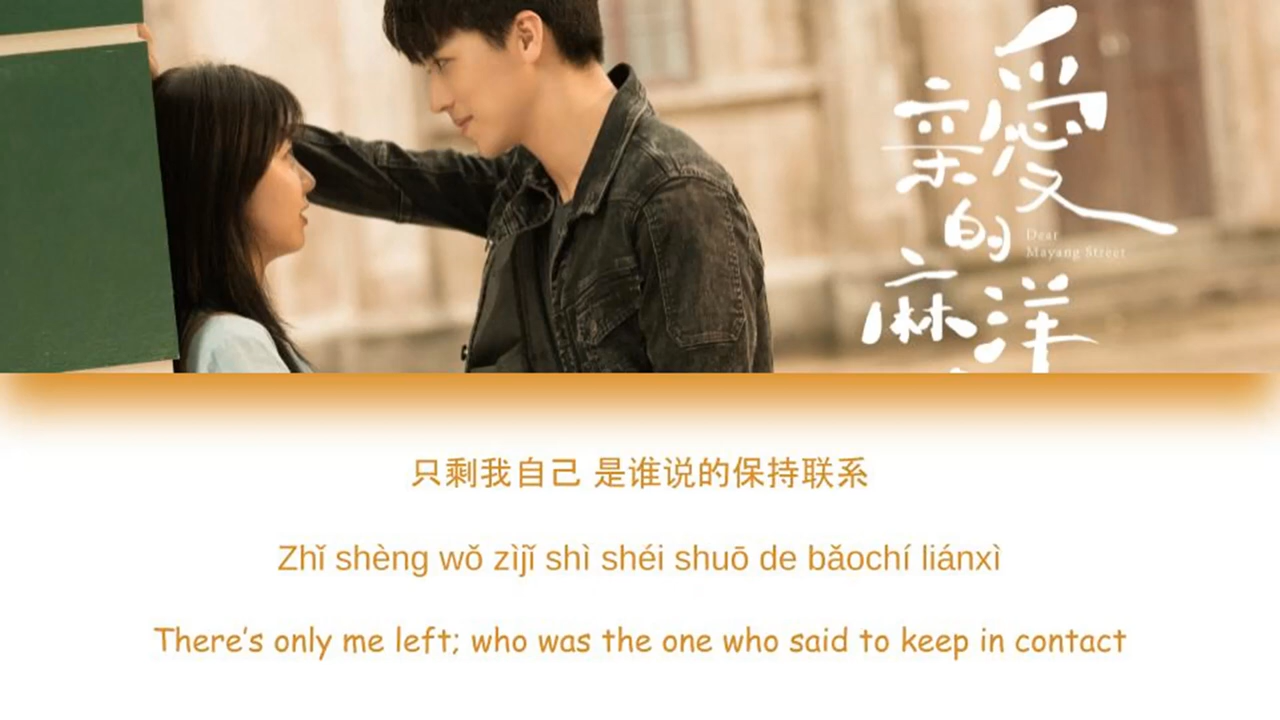 亲愛
的
Dear
Mayang Street
麻洋
只剩我自己 是谁说的保持联系
Zhǐ shèng wǒ zìjǐ shì shéi shuō de bǎochí liánxì
There's only me left; who was the one who said to keep in contact